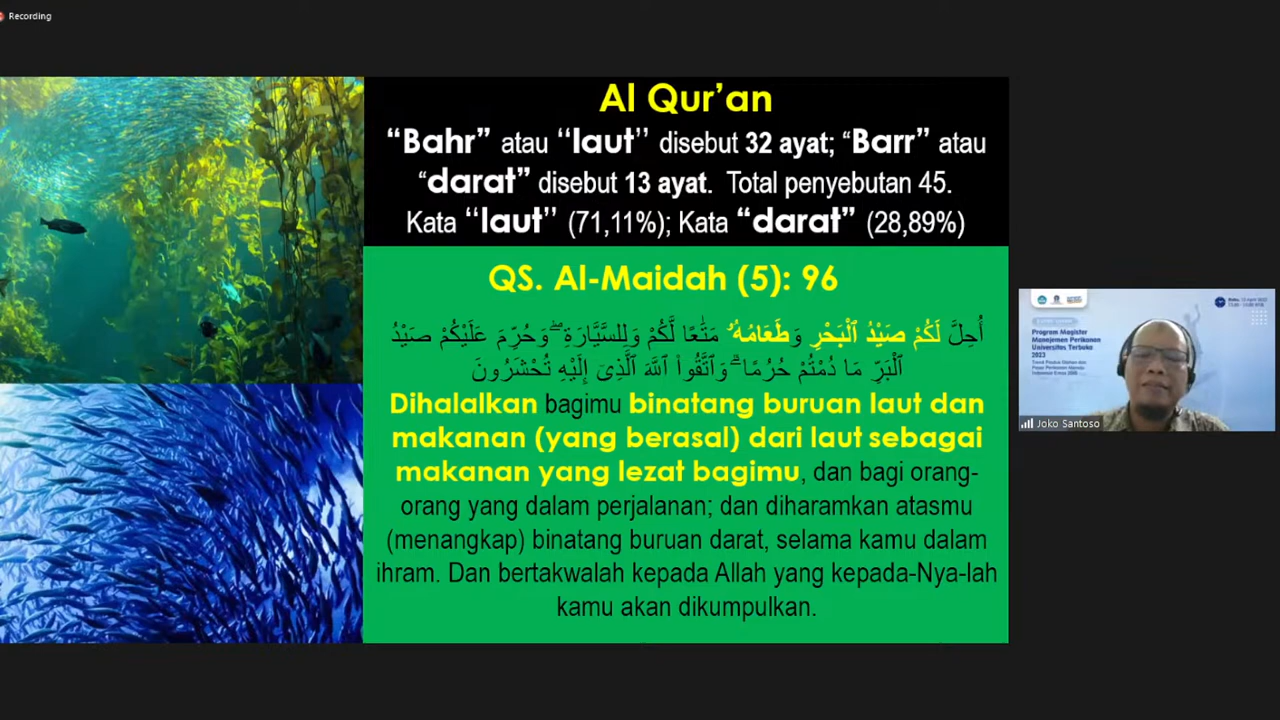 Recording
Al Qur’an
“Bahr” atau “laut” disebut 32 ayat; “Barr” atau
“darat” disebut 13 ayat. Total penyebutan 45.
Kata “laut” (71,11%); Kata “darat” (28,89%)
QS. Al-Maidah (5): 96
أُحِلَّ لَكُمْ صَيْدُ ٱلْبَحْرِ وَطَعَامُهُۥ مَتَٰعًا لَّكُمْ وَلِلسَّيَّارَةِ ۖ وَحُرِّمَ عَلَيْكُمْ صَيْدُ
ٱلْبَرِّ مَا دُمْتُمْ حُرُمًا ۗ وَٱتَّقُوا۟ ٱللَّهَ ٱلَّذِىٓ إِلَيْهِ تُحْشَرُونَ
Dihalalkan bagimu binatang buruan laut dan
makanan (yang berasal) dari laut sebagai
makanan yang lezat bagimu, dan bagi orang-
orang yang dalam perjalanan; dan diharamkan atasmu
(menangkap) binatang buruan darat, selama kamu dalam
ihram. Dan bertakwalah kepada Allah yang kepada-Nya-lah
kamu akan dikumpulkan.
Program Magister
Manajemen Perikanan
Universitas Terbuka
2023
Joko Santoso